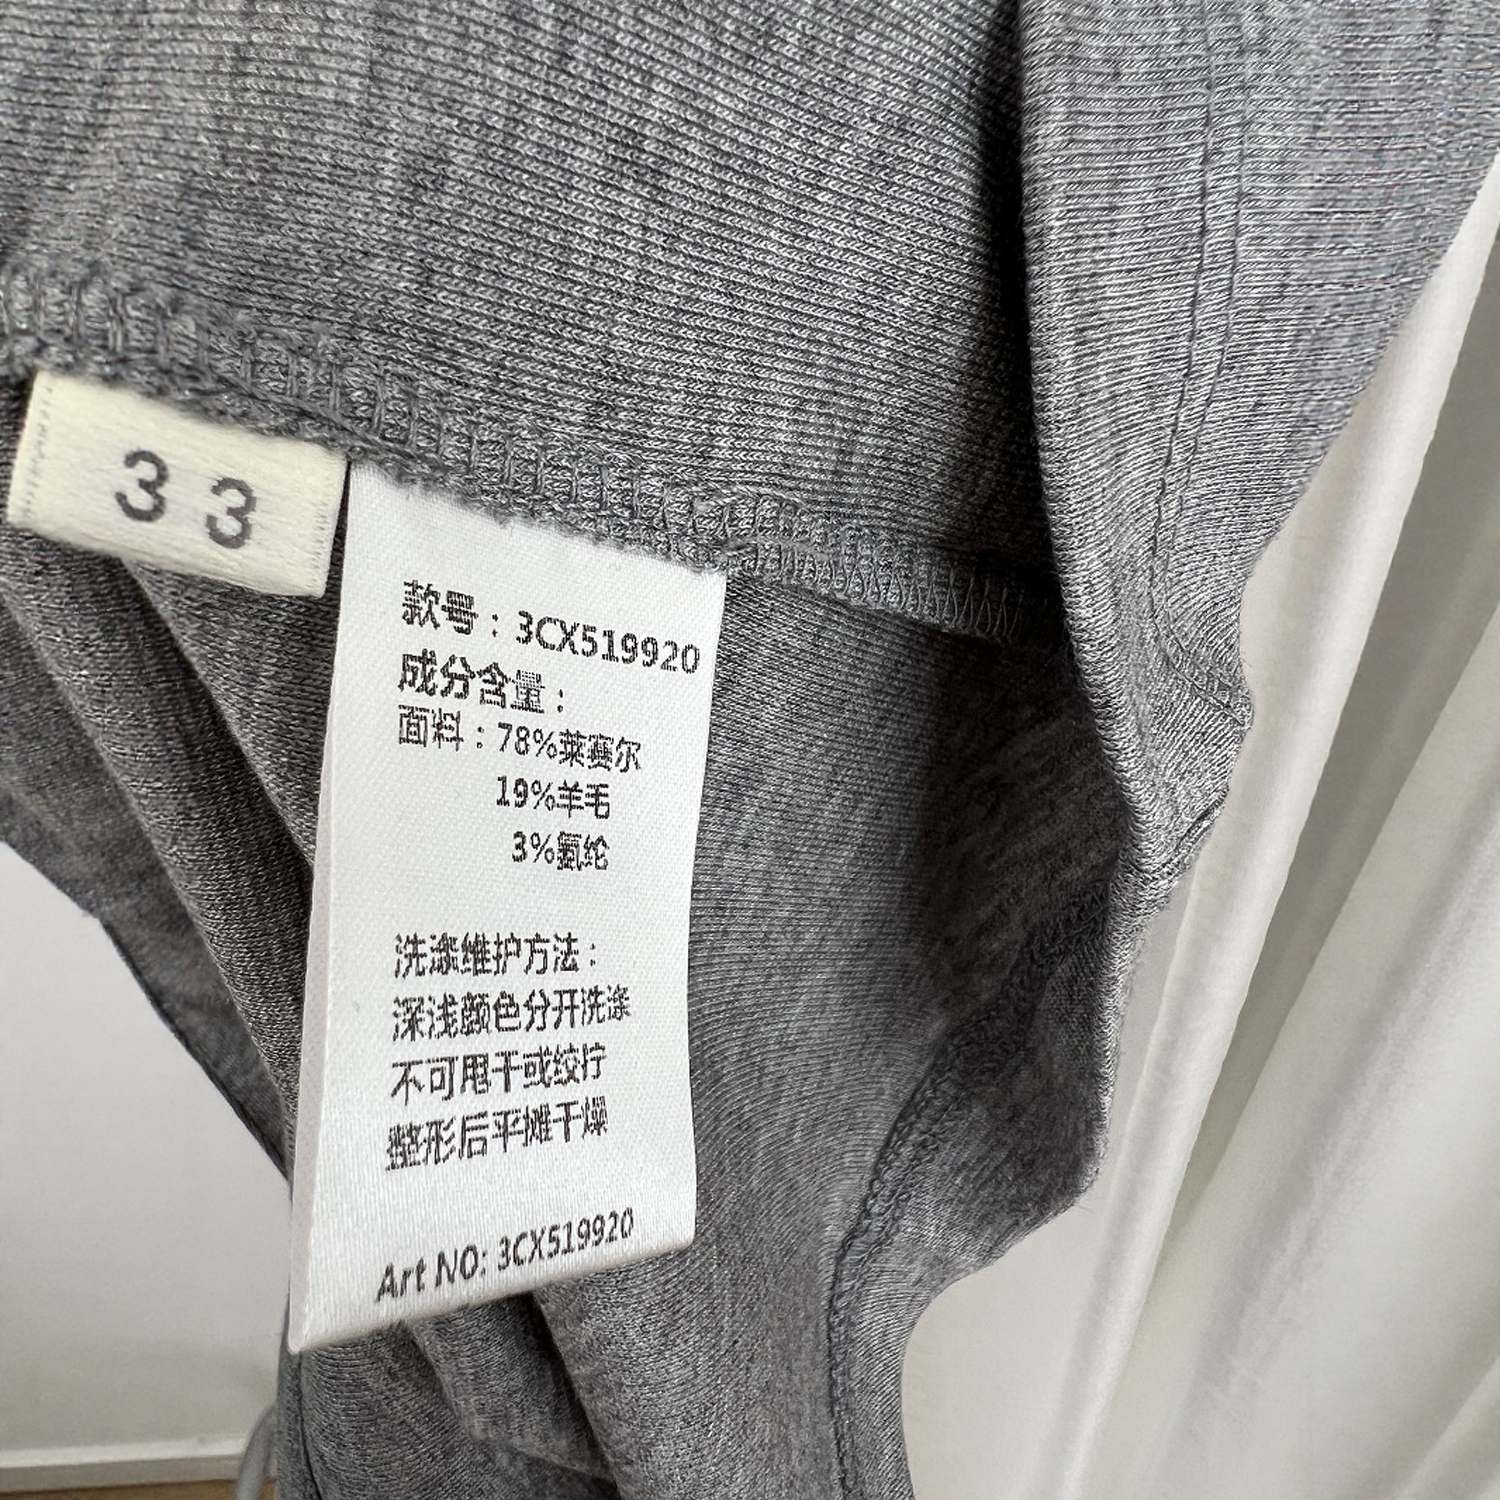 33
款号：3CX519920
成分含量：
面料：78%莱赛尔
19%羊毛
3%氨纶
洗涤维护方法：
深浅颜色分开洗涤
不可甩干或绞拧
整形后平摊干燥
Art NO: 3CX519920